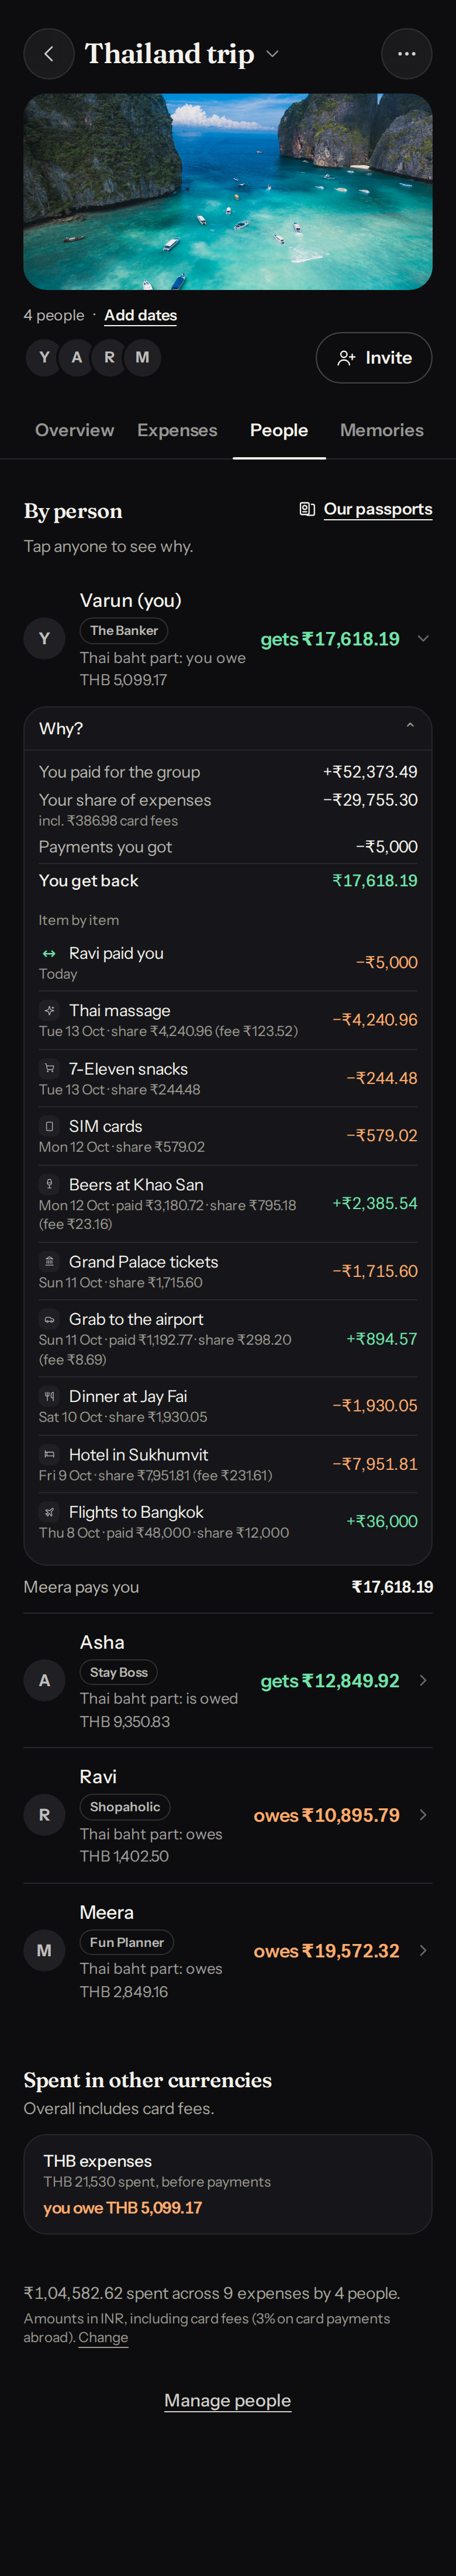 Thailand trip
4 people · Add dates
Y A R M
Invite
Overview Expenses People Memories
By person
Our passports
Tap anyone to see why.
Varun (you)
Y
The Banker
gets ₹17,618.19
Thai baht part: you owe
THB 5,099.17
Why?
You paid for the group +₹52,373.49
Your share of expenses −₹29,755.30
incl. ₹386.98 card fees
Payments you got −₹5,000
You get back ₹17,618.19
Item by item
Ravi paid you −₹5,000
Today
Thai massage −₹4,240.96
Tue 13 Oct · share ₹4,240.96 (fee ₹123.52)
7-Eleven snacks −₹244.48
Tue 13 Oct · share ₹244.48
SIM cards −₹579.02
Mon 12 Oct · share ₹579.02
Beers at Khao San +₹2,385.54
Mon 12 Oct · paid ₹3,180.72 · share ₹795.18
(fee ₹23.16)
Grand Palace tickets −₹1,715.60
Sun 11 Oct · share ₹1,715.60
Grab to the airport +₹894.57
Sun 11 Oct · paid ₹1,192.77 · share ₹298.20
(fee ₹8.69)
Dinner at Jay Fai −₹1,930.05
Sat 10 Oct · share ₹1,930.05
Hotel in Sukhumvit −₹7,951.81
Fri 9 Oct · share ₹7,951.81 (fee ₹231.61)
Flights to Bangkok +₹36,000
Thu 8 Oct · paid ₹48,000 · share ₹12,000
Meera pays you ₹17,618.19
Asha
A
Stay Boss
gets ₹12,849.92
Thai baht part: is owed
THB 9,350.83
Ravi
R
Shopaholic
owes ₹10,895.79
Thai baht part: owes
THB 1,402.50
Meera
M
Fun Planner
owes ₹19,572.32
Thai baht part: owes
THB 2,849.16
Spent in other currencies
Overall includes card fees.
THB expenses
THB 21,530 spent, before payments
you owe THB 5,099.17
₹1,04,582.62 spent across 9 expenses by 4 people.
Amounts in INR, including card fees (3% on card payments
abroad). Change
Manage people